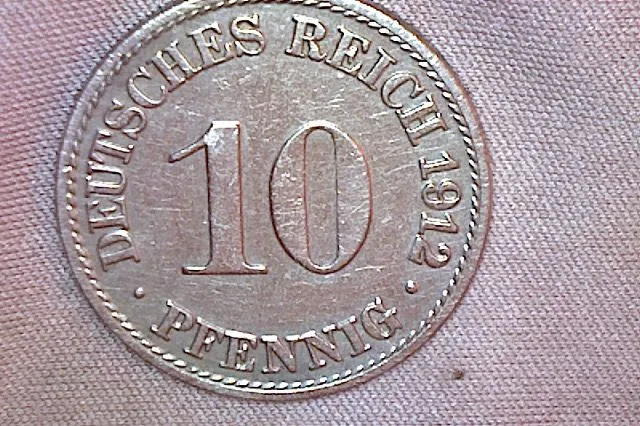 DEUTSCHES REICH 1912
10
· PFENNIG ·